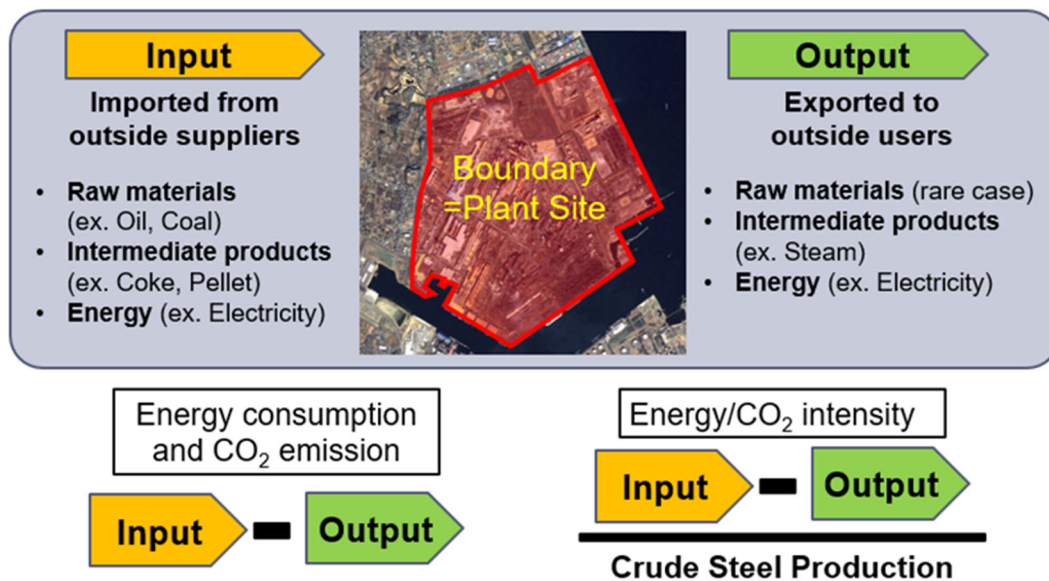 Input
Imported from
outside suppliers
• Raw materials
(ex. Oil, Coal)
• Intermediate products
(ex. Coke, Pellet)
• Energy (ex. Electricity)
Boundary
=Plant Site
Output
Exported to
outside users
• Raw materials (rare case)
• Intermediate products
(ex. Steam)
• Energy (ex. Electricity)
Energy consumption
and CO₂ emission
Input - Output
Energy/CO₂ intensity
Input - Output
Crude Steel Production